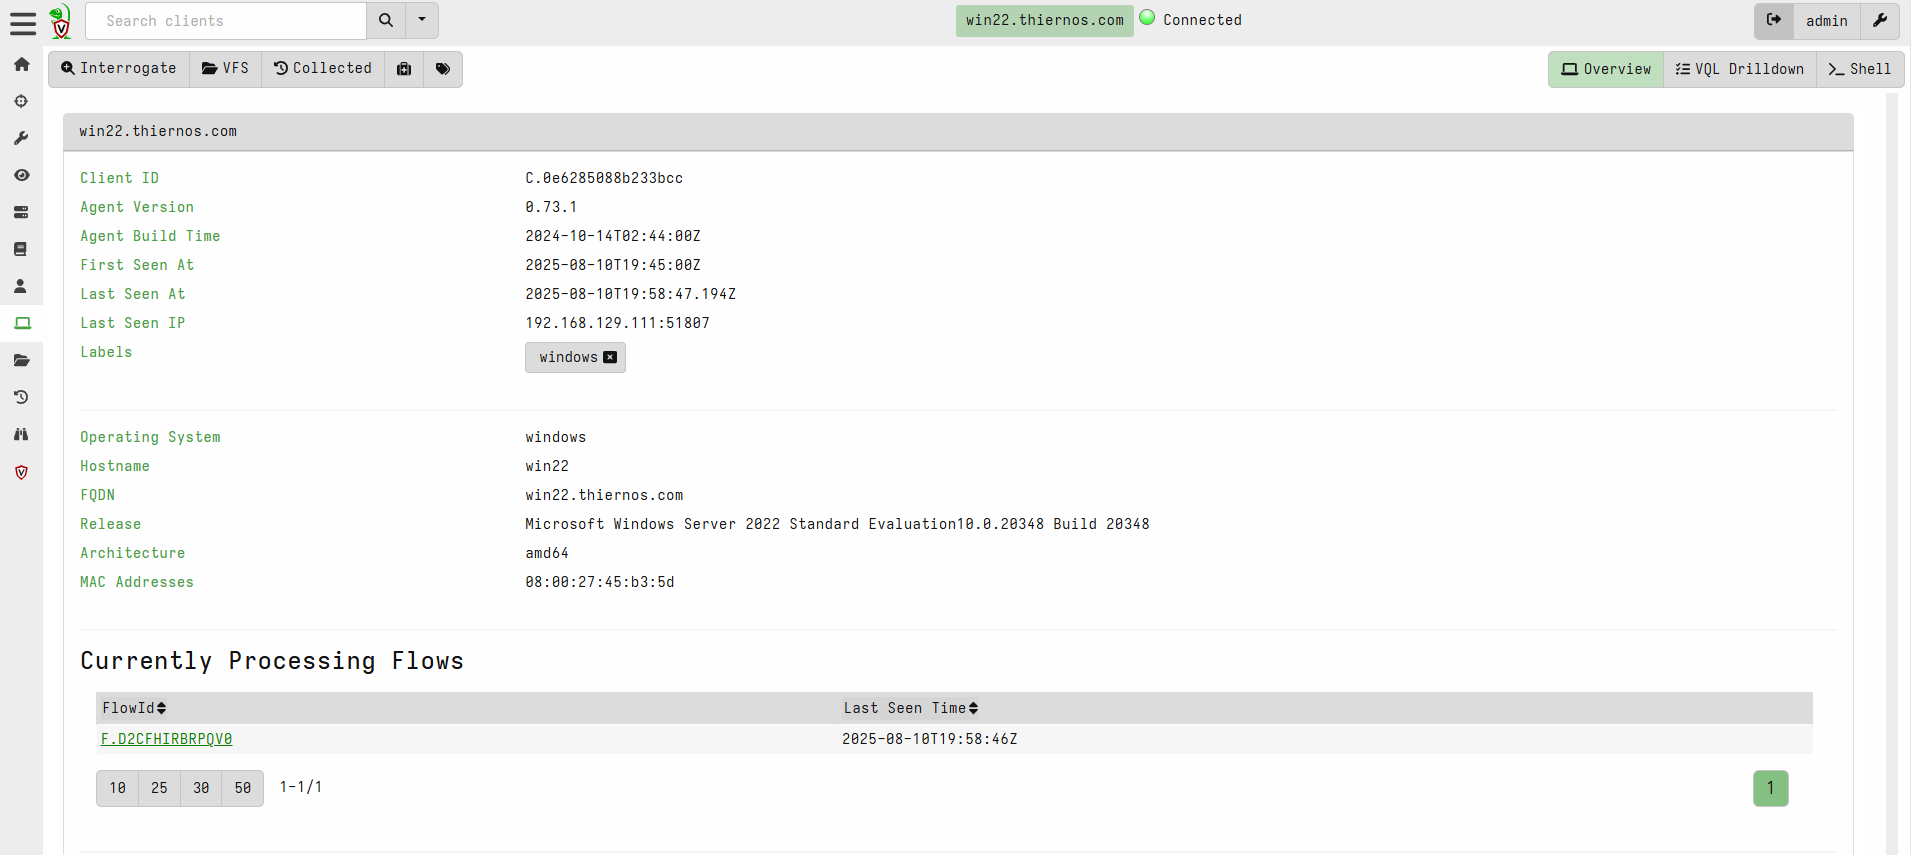 Search clients
win22.thiernos.com Connected
admin
Interrogate VFS Collected
Overview VQL Drilldown Shell
win22.thiernos.com
Client ID C.0e6285088b233bcc
Agent Version 0.73.1
Agent Build Time 2024-10-14T02:44:00Z
First Seen At 2025-08-10T19:45:00Z
Last Seen At 2025-08-10T19:58:47.194Z
Last Seen IP 192.168.129.111:51807
Labels windows
Operating System windows
Hostname win22
FQDN win22.thiernos.com
Release Microsoft Windows Server 2022 Standard Evaluation10.0.20348 Build 20348
Architecture amd64
MAC Addresses 08:00:27:45:b3:5d
Currently Processing Flows
FlowId Last Seen Time
F.D2CFHIRBRPQV0 2025-08-10T19:58:46Z
10 25 30 50 1-1/1 1